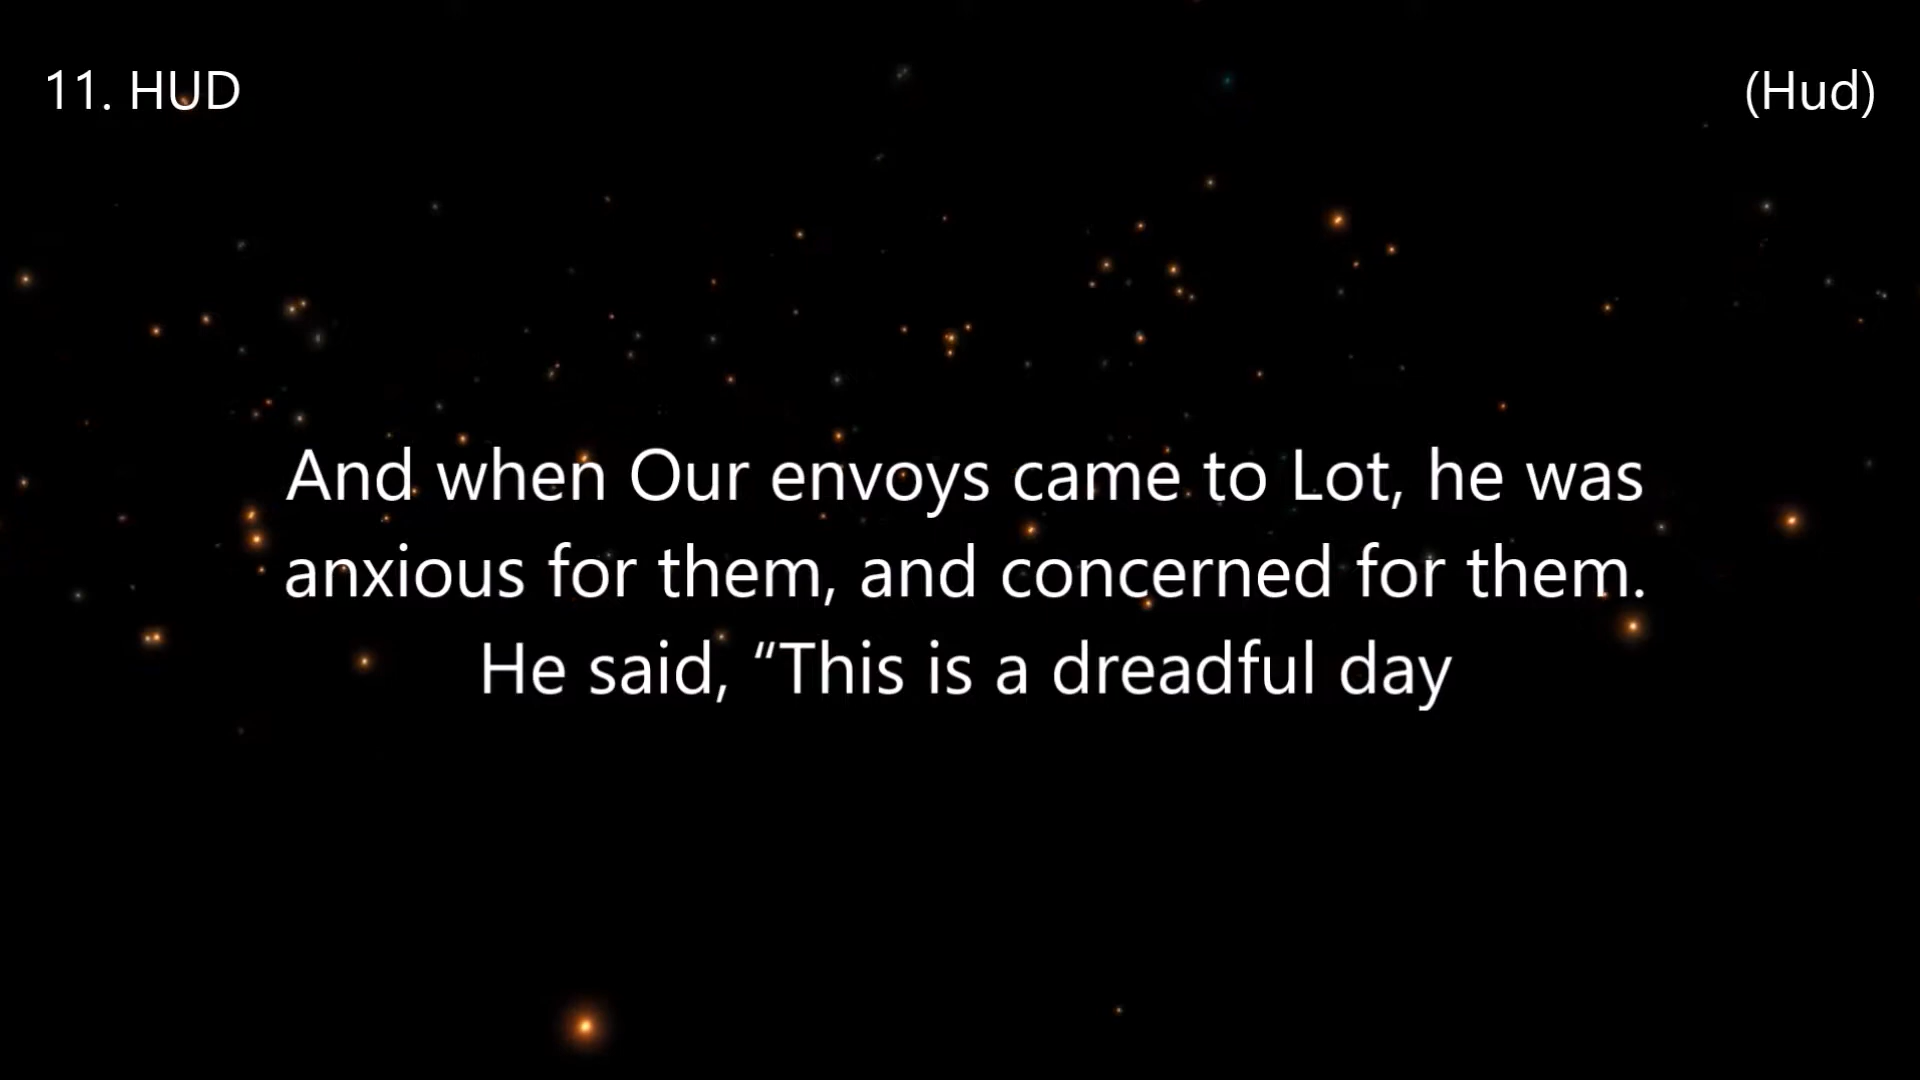 11. HUD
(Hud)
And when Our envoys came to Lot, he was
anxious for them, and concerned for them.
He said, “This is a dreadful day